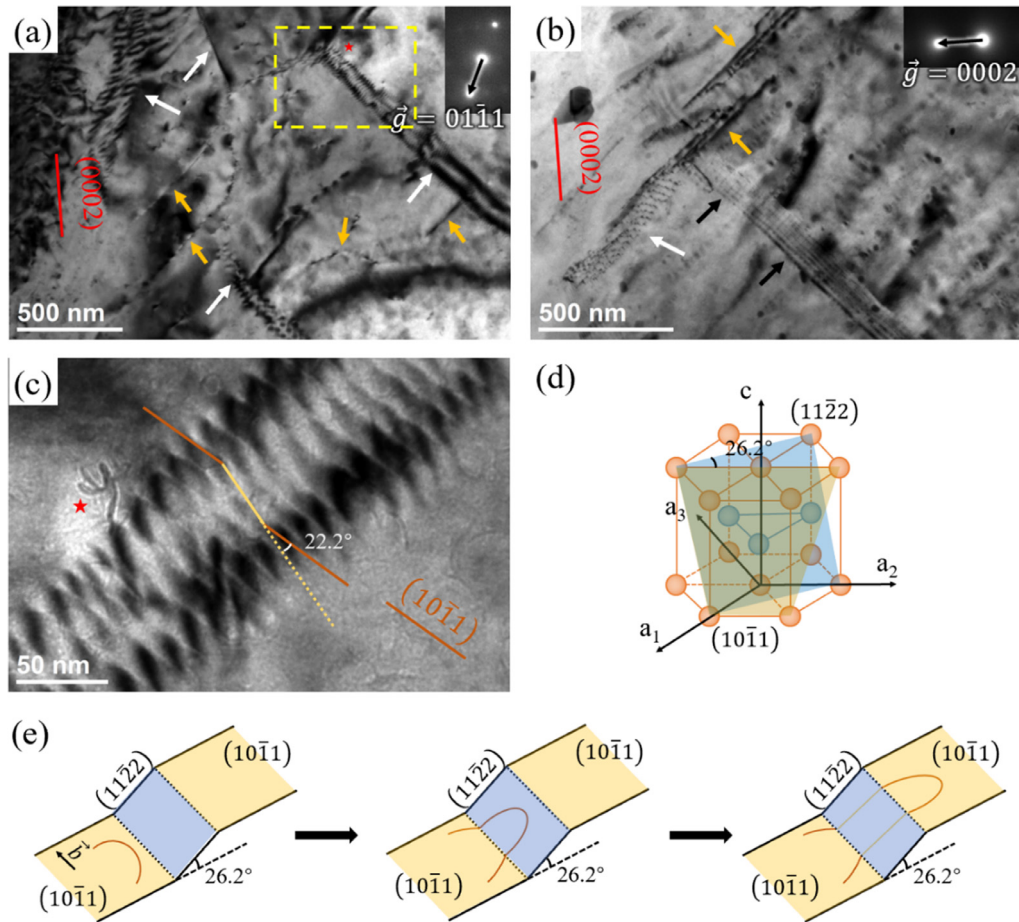 (a)
g⃗ = 011̄1
(0002)
500 nm
(b)
g⃗ = 0002
(0002)
500 nm
(c)
22.2°
(101̄1)
50 nm
(d)
c
(112̄2)
26.2°
a₃
a₂
a₁
(101̄1)
(e)
(112̄2)
(101̄1)
b⃗
(101̄1)
26.2°
(112̄2)
(101̄1)
(101̄1)
26.2°
(112̄2)
(101̄1)
(101̄1)
26.2°